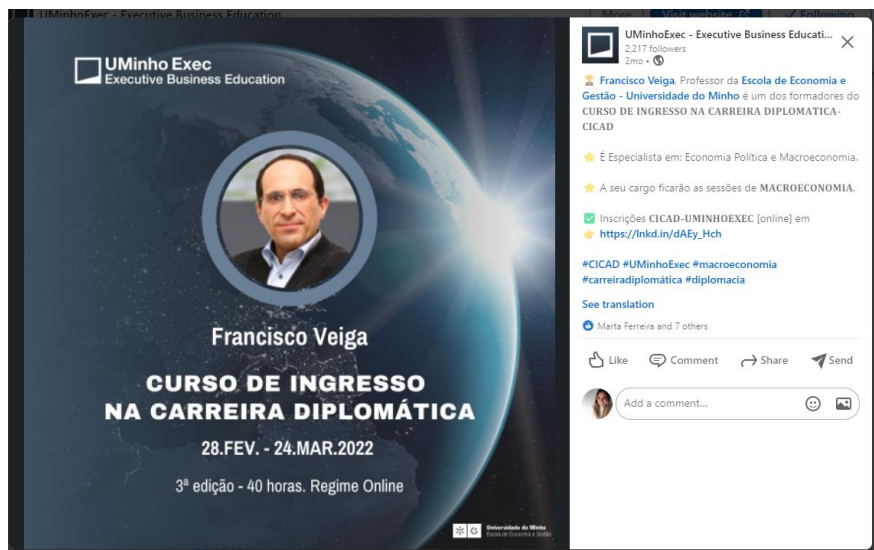 UMinhoExec - Executive Business Education
More
Visit website
Following
UMinho Exec
Executive Business Education
Francisco Veiga
CURSO DE INGRESSO
NA CARREIRA DIPLOMÁTICA
28.FEV. - 24.MAR.2022
3ª edição - 40 horas. Regime Online
Universidade do Minho
Escola de Economia e Gestão
UMinhoExec - Executive Business Educati...
2,217 followers
2mo •
Francisco Veiga, Professor da Escola de Economia e
Gestão - Universidade do Minho é um dos formadores do
CURSO DE INGRESSO NA CARREIRA DIPLOMATICA-
CICAD
É Especialista em: Economia Política e Macroeconomia.
A seu cargo ficarão as sessões de MACROECONOMIA.
Inscrições CICAD-UMINHOEXEC [online] em
https://lnkd.in/dAEy_Hch
#CICAD #UMinhoExec #macroeconomia
#carreiradiplomática #diplomacia
See translation
Marta Ferreira and 7 others
Like Comment Share Send
Add a comment...